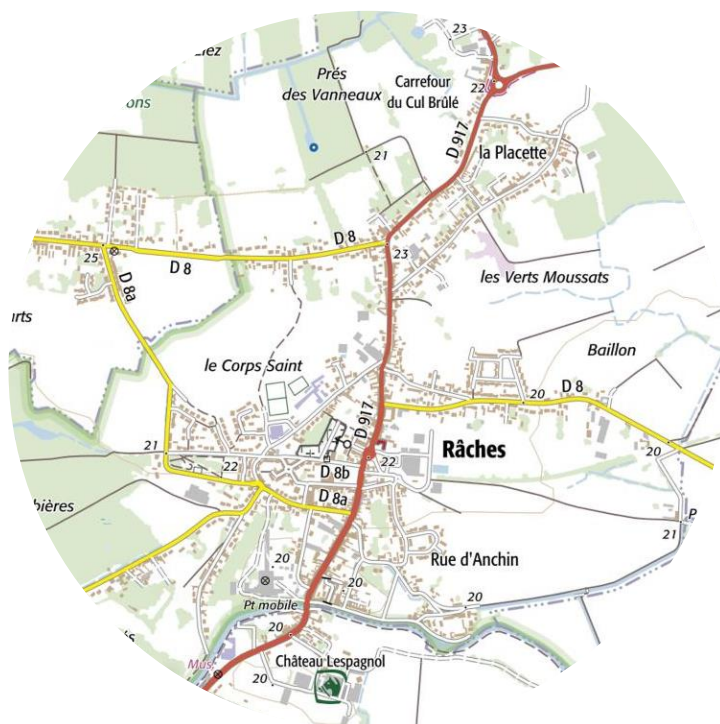 23
Prés
des Vanneaux
Carrefour
du Cul Brûlé
22
D 917
21
la Placette
D 8
D 8
25
23
D 8a
les Verts Moussats
le Corps Saint
Baillon
D 8
20
D 917
Râches
21
22
22
20
D 8b
D 8a
P
21
Rue d'Anchin
20
20
Pt mobile
20
20
Mus.
Château Lespagnol
20